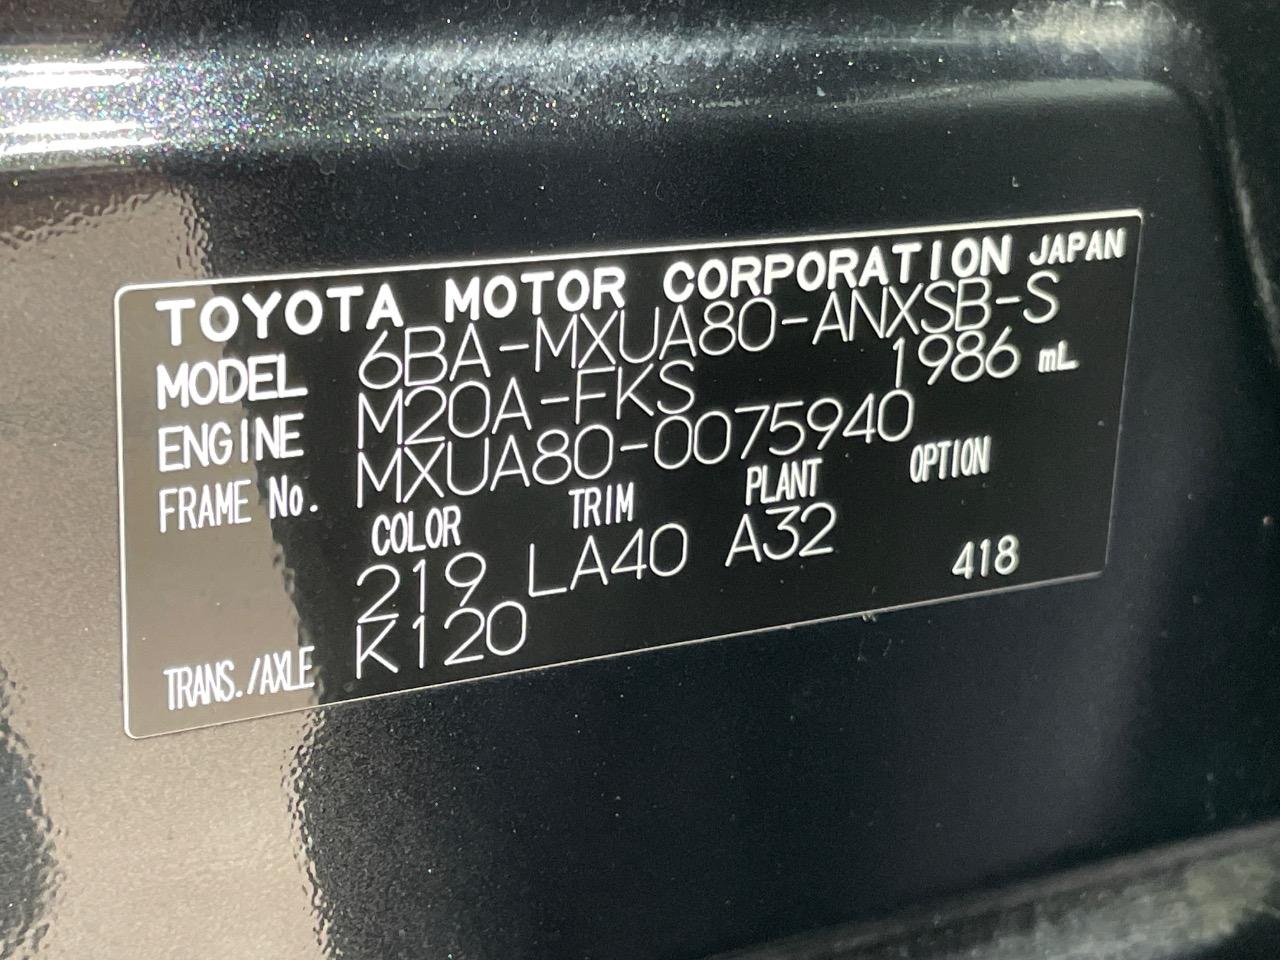 TOYOTA MOTOR CORPORATION JAPAN
MODEL 6BA-MXUA80-ANXSB-S
ENGINE M20A-FKS 1986 mL
FRAME No. MXUA80-0075940
COLOR TRIM PLANT OPTION
219 LA40 A32 418
TRANS./AXLE K120